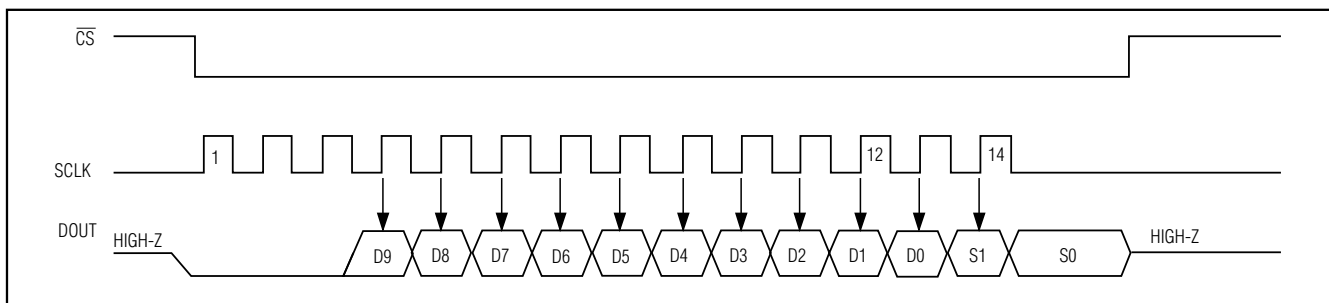 C̅S̅
1 12 14
SCLK
DOUT
HIGH-Z HIGH-Z
D9 D8 D7 D6 D5 D4 D3 D2 D1 D0 S1 S0